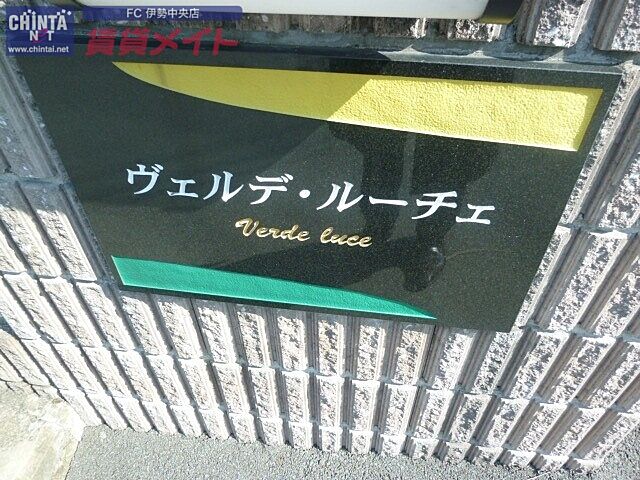 CHINTAI
NET
www.chintai.net
FC 伊勢中央店
賃貸メイト
ヴェルデ・ルーチェ
Verde luce